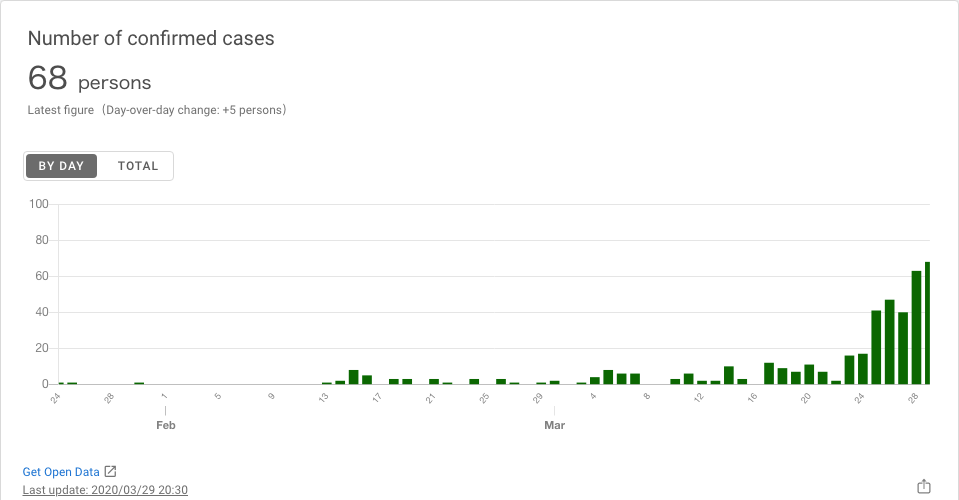 Number of confirmed cases
68 persons
Latest figure（Day-over-day change: +5 persons）
BY DAY TOTAL
100
80
60
40
20
0
24 28 1 5 9 13 17 21 25 29 4 8 12 16 20 24 28
Feb Mar
Get Open Data
Last update: 2020/03/29 20:30